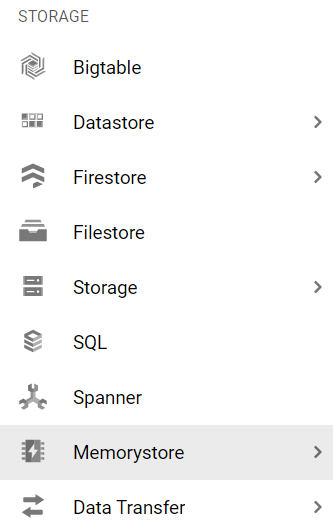 STORAGE
Bigtable
Datastore
Firestore
Filestore
Storage
SQL
Spanner
Memorystore
Data Transfer